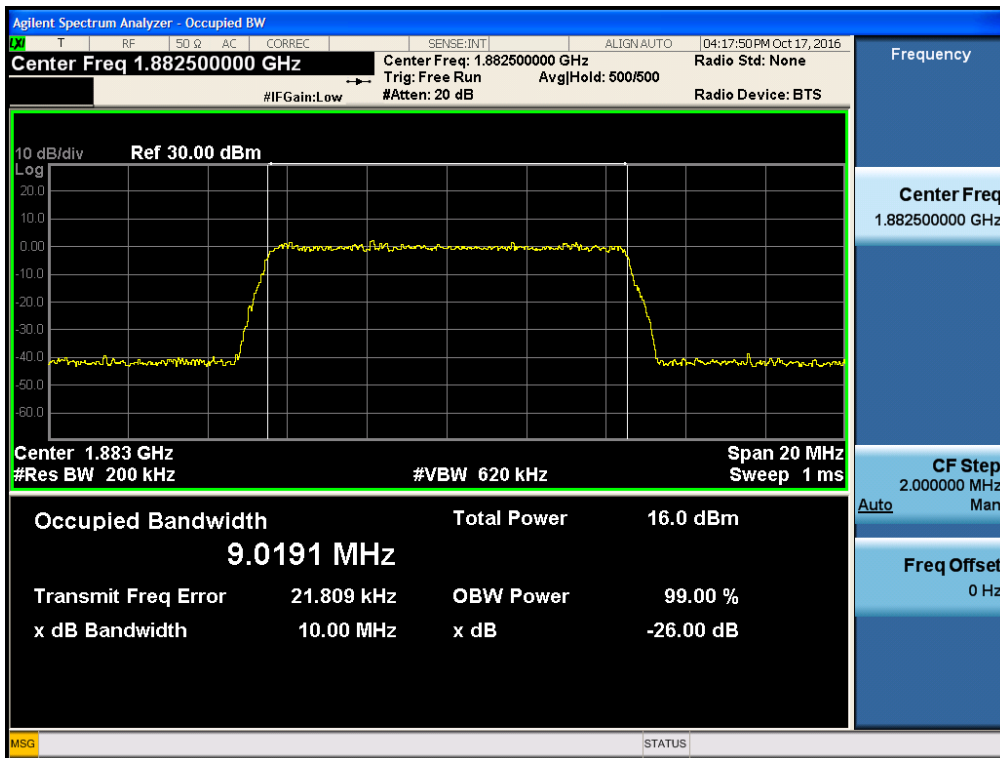 Agilent Spectrum Analyzer - Occupied BW
LXI T RF 50 Ω AC CORREC SENSE:INT ALIGN AUTO 04:17:50 PM Oct 17, 2016
Center Freq 1.882500000 GHz Center Freq: 1.882500000 GHz Radio Std: None
Trig: Free Run Avg|Hold: 500/500
#IFGain:Low #Atten: 20 dB Radio Device: BTS
10 dB/div Ref 30.00 dBm
Log
20.0
10.0
0.00
-10.0
-20.0
-30.0
-40.0
-50.0
-60.0
Center 1.883 GHz Span 20 MHz
#Res BW 200 kHz #VBW 620 kHz Sweep 1 ms
Occupied Bandwidth Total Power 16.0 dBm
9.0191 MHz
Transmit Freq Error 21.809 kHz OBW Power 99.00 %
x dB Bandwidth 10.00 MHz x dB -26.00 dB
Frequency
Center Freq
1.882500000 GHz
CF Step
2.000000 MHz
Auto Man
Freq Offset
0 Hz
MSG STATUS